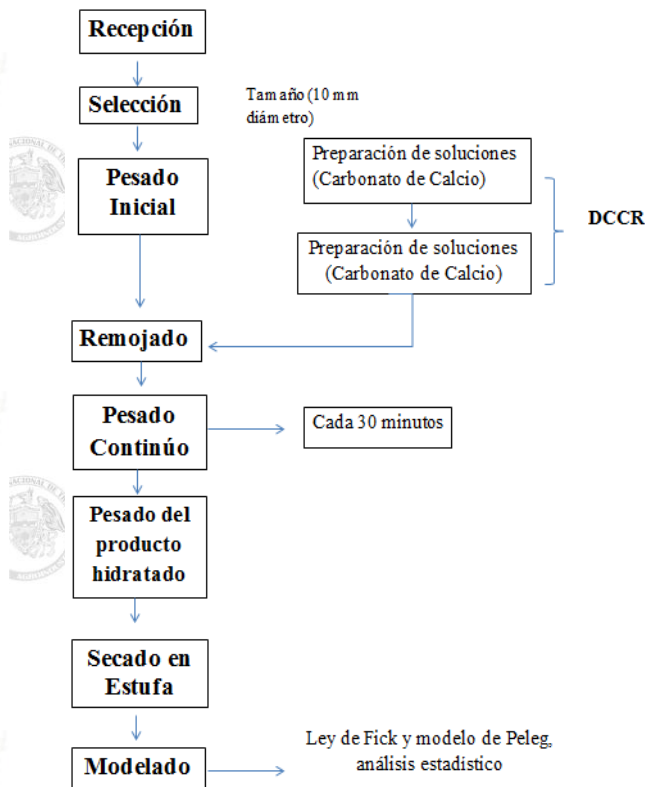 Recepción
Selección
Tamaño (10 mm
diámetro)
Pesado
Inicial
Preparación de soluciones
(Carbonato de Calcio)
DCCR
Preparación de soluciones
(Carbonato de Calcio)
Remojado
Pesado
Continúo
Cada 30 minutos
Pesado del
producto
hidratado
Secado en
Estufa
Modelado
Ley de Fick y modelo de Peleg,
análisis estadístico